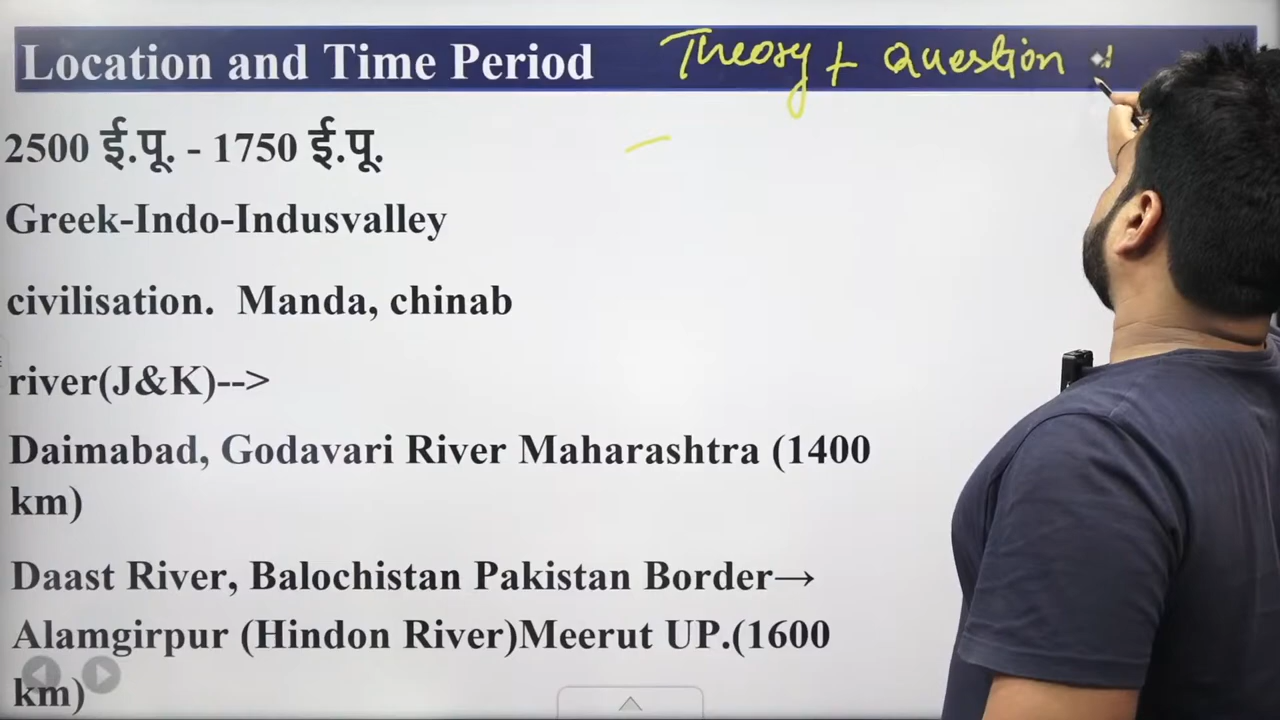 Location and Time Period Theory + Question
2500 ई.पू. - 1750 ई.पू.
Greek-Indo-Indusvalley
civilisation. Manda, chinab
river(J&K)-->
Daimabad, Godavari River Maharashtra (1400
km)
Daast River, Balochistan Pakistan Border→
Alamgirpur (Hindon River)Meerut UP.(1600
km)